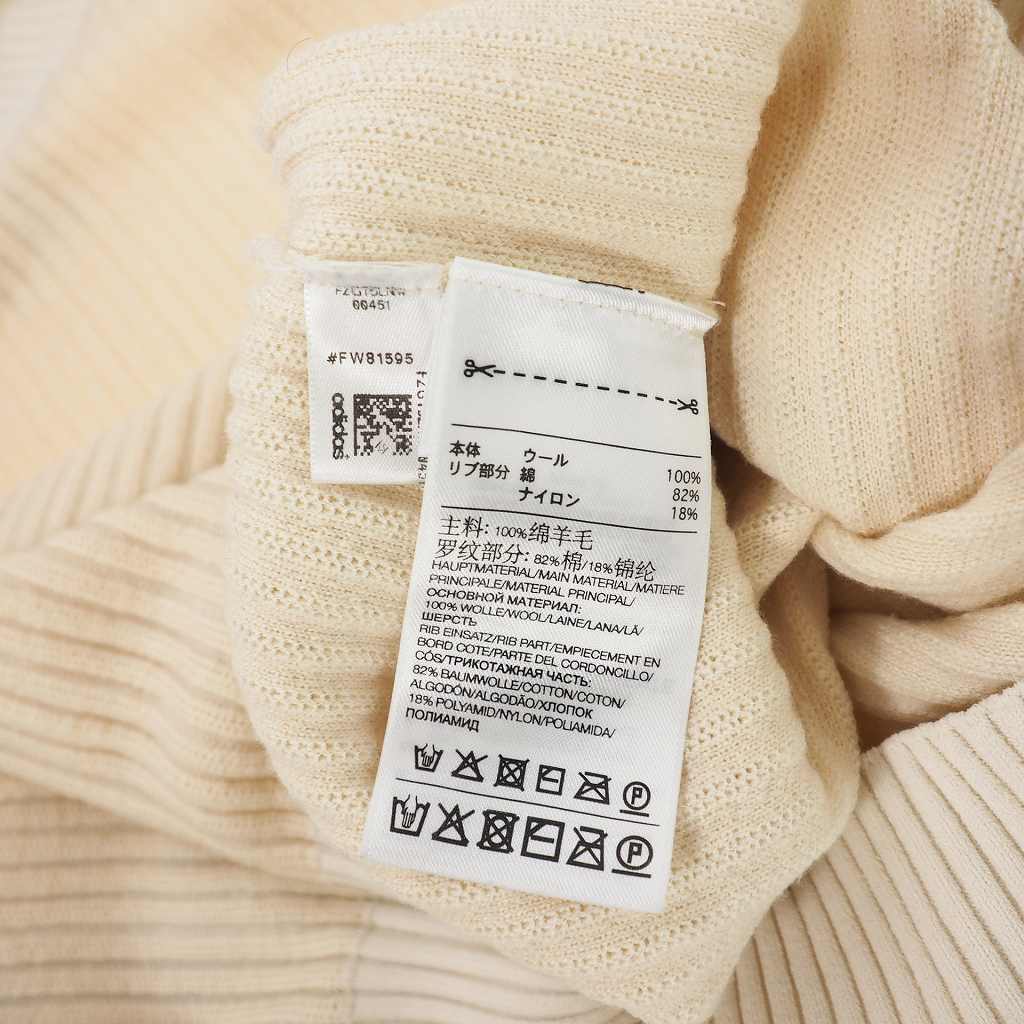 00451
#FW81595
adidas
本体 ウール 100%
リブ部分 綿 82%
ナイロン 18%
主料: 100%绵羊毛
罗纹部分: 82%棉/18%锦纶
HAUPTMATERIAL/MAIN MATERIAL/MATIERE
PRINCIPALE/MATERIAL PRINCIPAL/
ОСНОВНОЙ МАТЕРИАЛ:
100% WOLLE/WOOL/LAINE/LANA/LÃ/
ШЕРСТЬ
RIB EINSATZ/RIB PART/EMPIECEMENT EN
BORD COTE/PARTE DEL CORDONCILLO/
CÓS/ТРИКОТАЖНАЯ ЧАСТЬ:
82% BAUMWOLLE/COTTON/COTON/
ALGODÓN/ALGODÃO/ХЛОПОК
18% POLYAMID/NYLON/POLIAMIDA/
ПОЛИАМИД
P
P